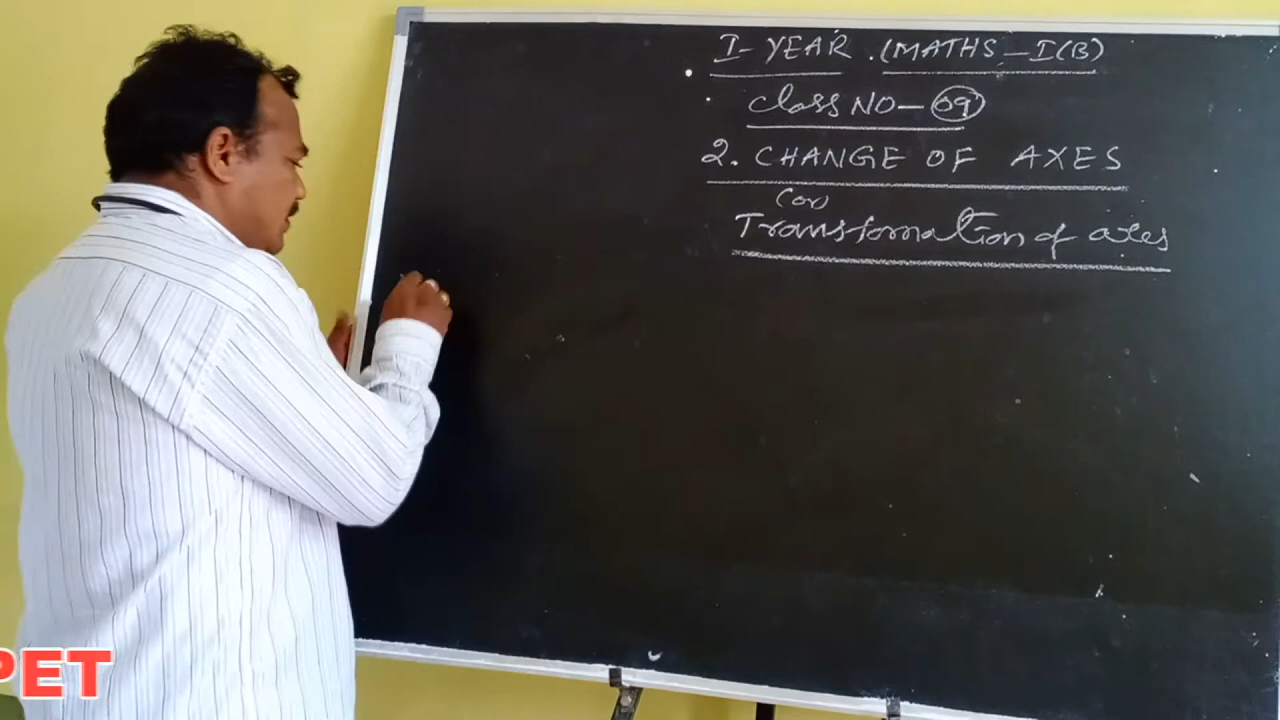 I-YEAR .(MATHS-I(B)
Class NO-09
2. CHANGE OF AXES
(or)
Transformation of axes
PET